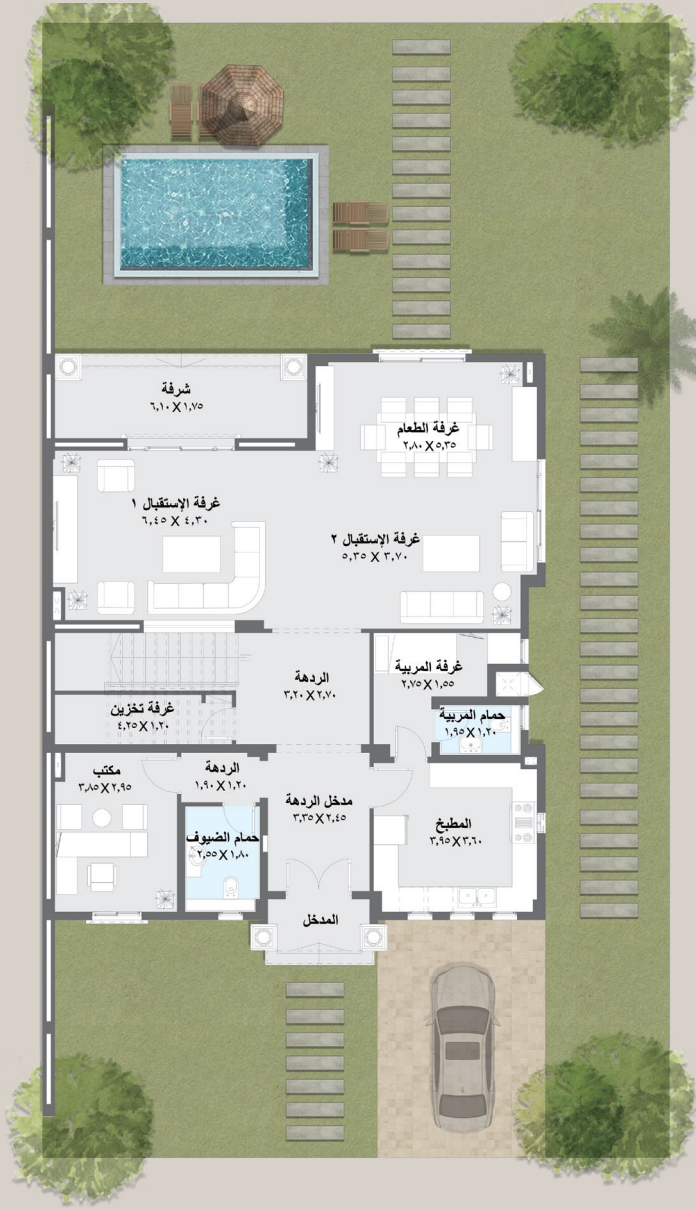 شرفة
٦,١٠ X ١,٧٥
غرفة الطعام
٢,٨٠ X ٥,٣٥
غرفة الإستقبال ١
٦,٤٥ X ٤,٣٠
غرفة الإستقبال ٢
٥,٣٥ X ٣,٧٠
غرفة المربية
٢,٧٥ X ١,٥٥
الردهة
٣,٢٠ X ٢,٧٠
غرفة تخزين
٤,٢٥ X ١,٢٠
حمام المربية
١,٩٥ X ١,٢٠
مكتب
٣,٨٥ X ٢,٩٥
الردهة
١,٩٠ X ١,٢٠
مدخل الردهة
٣,٣٥ X ٢,٤٥
المطبخ
٣,٩٥ X ٣,٦٠
حمام الضيوف
٢,٥٥ X ١,٨٠
المدخل